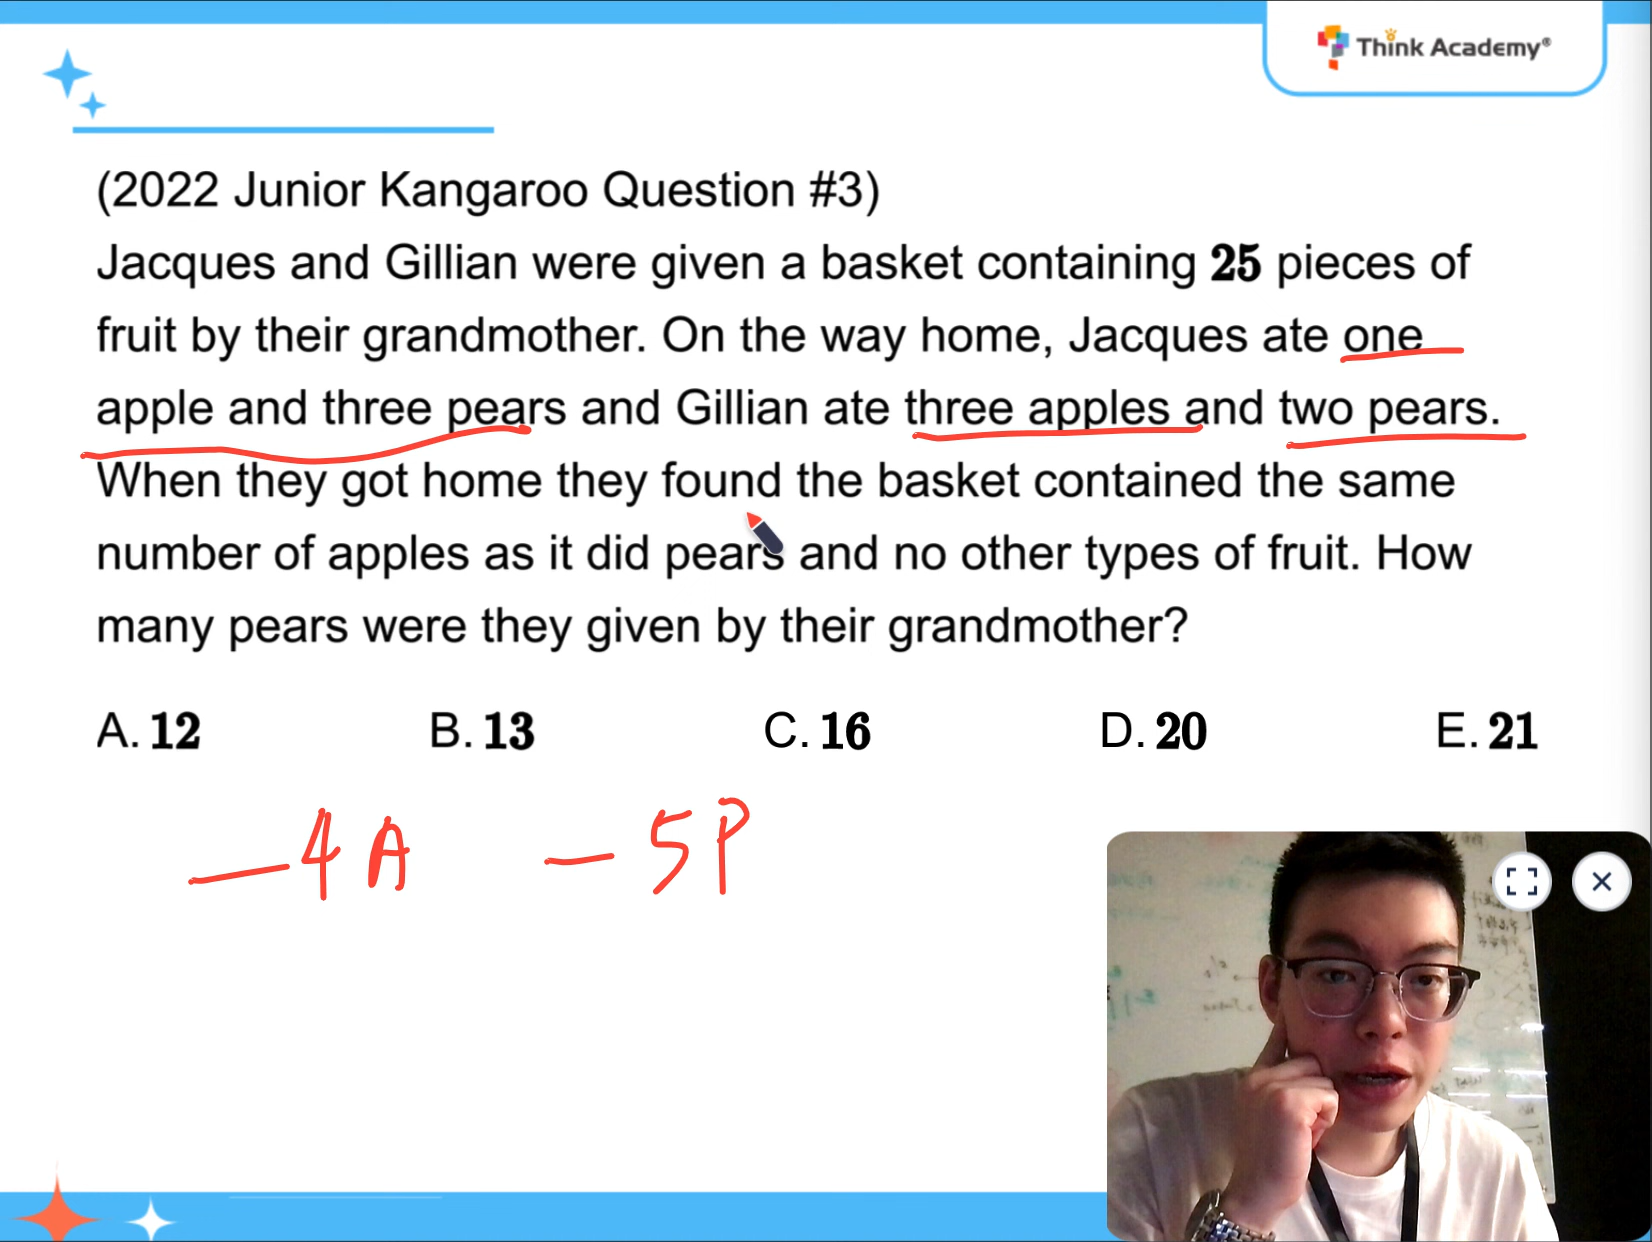 Think Academy®
(2022 Junior Kangaroo Question #3)
Jacques and Gillian were given a basket containing 25 pieces of
fruit by their grandmother. On the way home, Jacques ate one
apple and three pears and Gillian ate three apples and two pears.
When they got home they found the basket contained the same
number of apples as it did pears and no other types of fruit. How
many pears were they given by their grandmother?
A. 12 B. 13 C. 16 D. 20 E. 21
— 4 A — 5 P